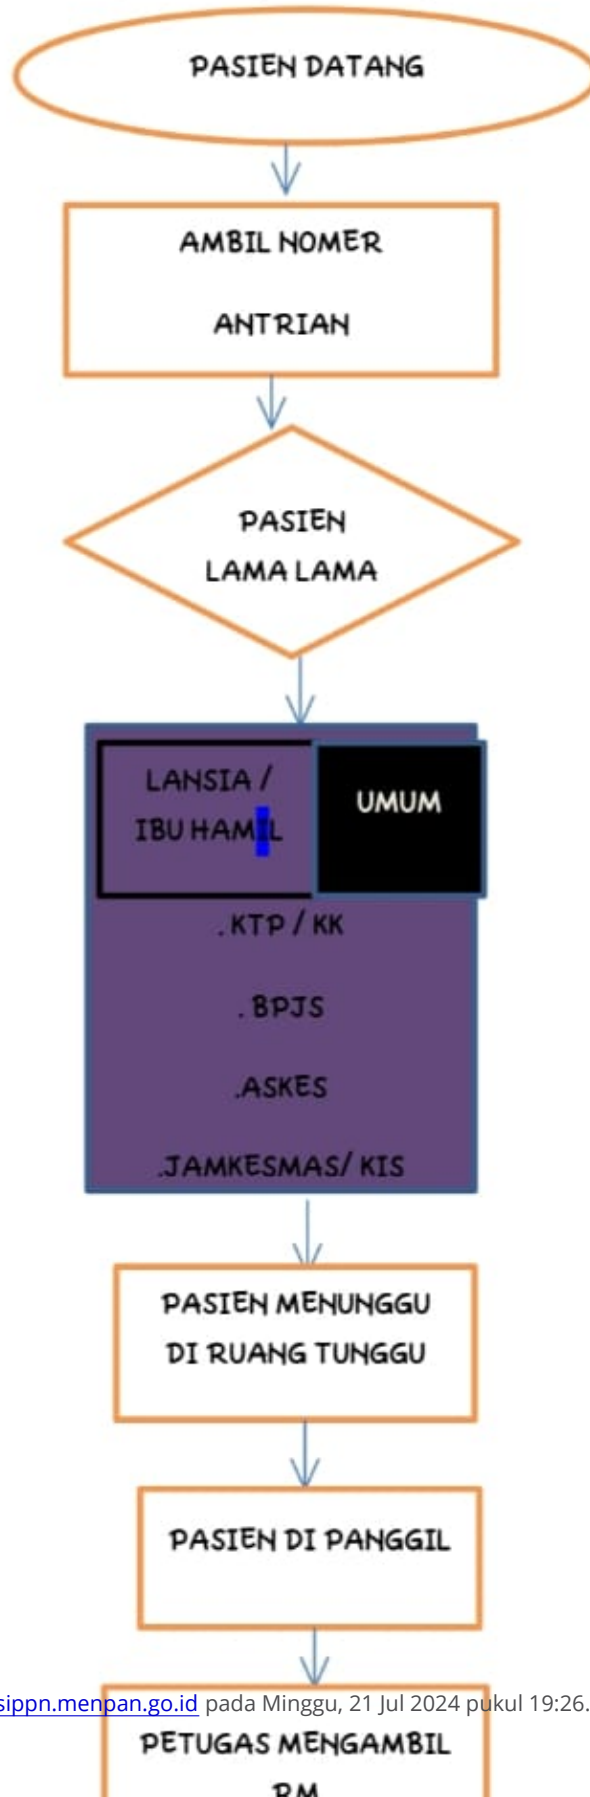 PASIEN DATANG
AMBIL NOMER
ANTRIAN
PASIEN
LAMA LAMA
LANSIA /
IBU HAMIL
UMUM
. KTP / KK
. BPJS
.ASKES
.JAMKESMAS/ KIS
PASIEN MENUNGGU
DI RUANG TUNGGU
PASIEN DI PANGGIL
sippn.menpan.go.id pada Minggu, 21 Jul 2024 pukul 19:26.
PETUGAS MENGAMBIL
RM